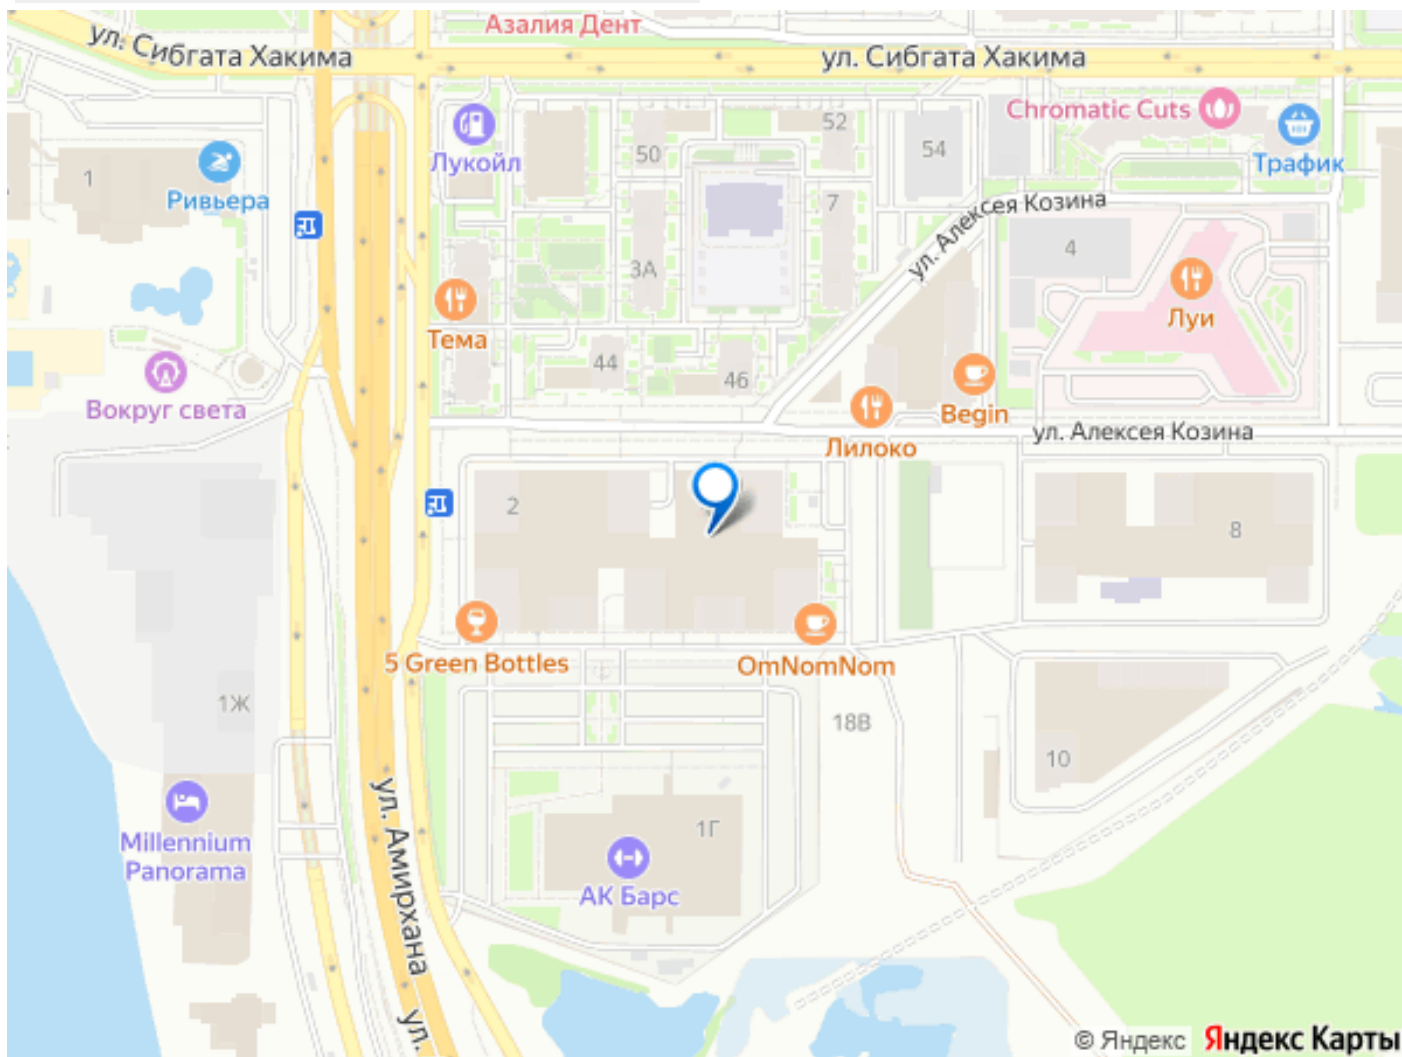 Азалия Дент
ул. Сибгата Хакима
ул. Сибгата Хакима
Chromatic Cuts
Лукойл
52
50
54
Трафик
1
Ривьера
7
ул. Алексея Козина
4
3А
Луи
Тема
44
46
Вокруг света
Begin
Лилоко
ул. Алексея Козина
2
8
5 Green Bottles
OmNomNom
1Ж
18В
10
ул. Амирхана
Millennium
Panorama
1Г
АК Барс
ул.
© Яндекс Яндекс Карты